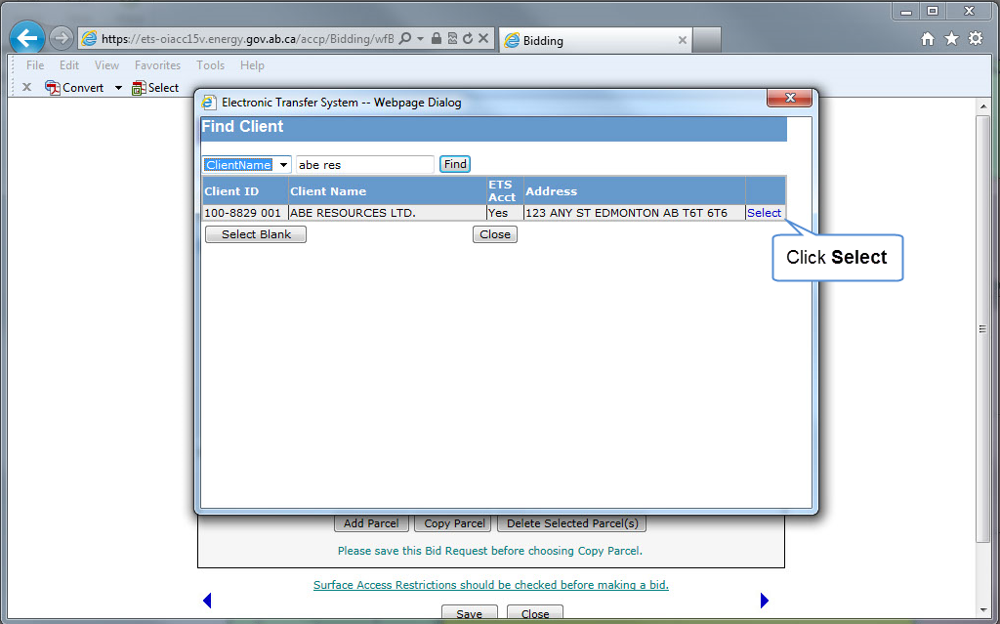 https://ets-oiacc15v.energy.gov.ab.ca/accp/Bidding/wfB
Bidding
File Edit View Favorites Tools Help
Convert Select
Electronic Transfer System -- Webpage Dialog
Find Client
ClientName abe res Find
Client ID Client Name ETS Acct Address
100-8829 001 ABE RESOURCES LTD. Yes 123 ANY ST EDMONTON AB T6T 6T6 Select
Select Blank Close
Click Select
Add Parcel Copy Parcel Delete Selected Parcel(s)
Please save this Bid Request before choosing Copy Parcel.
Surface Access Restrictions should be checked before making a bid.
Save Close